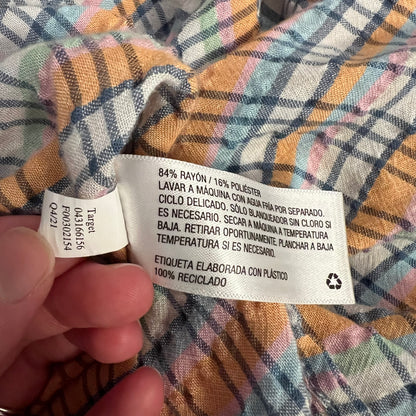 84% RAYÓN / 16% POLIÉSTER
LAVAR A MÁQUINA CON AGUA FRÍA POR SEPARADO.
CICLO DELICADO. SÓLO BLANQUEADOR SIN CLORO SI
ES NECESARIO. SECAR A MÁQUINA A TEMPERATURA
BAJA. RETIRAR OPORTUNAMENTE. PLANCHAR A BAJA
TEMPERATURA SI ES NECESARIO.
ETIQUETA ELABORADA CON PLÁSTICO
100% RECICLADO
Target
043166156
F00302154
Q4/21